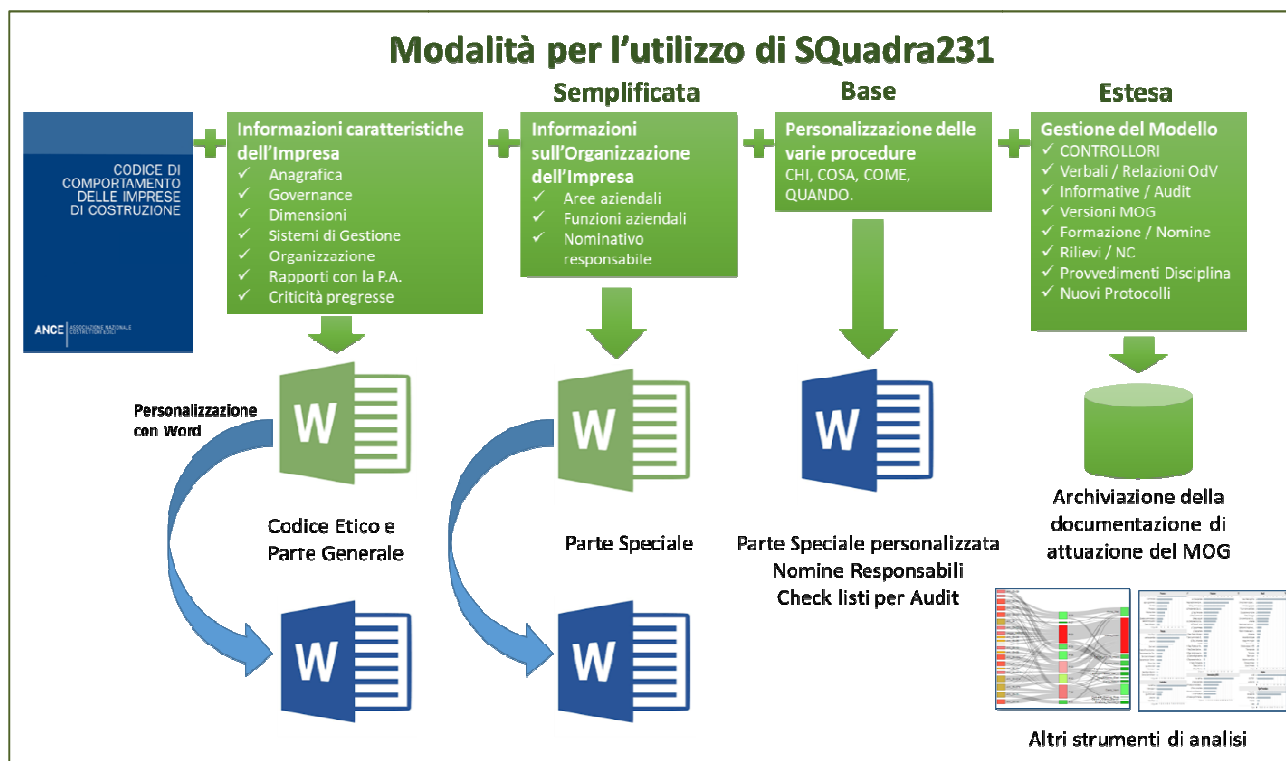 Modalità per l'utilizzo di SQuadra231
Semplificata
Base
Estesa
CODICE DI
COMPORTAMENTO
DELLE IMPRESE
DI COSTRUZIONE
ANCE
ASSOCIAZIONE NAZIONALE
COSTRUTTORI EDILI
Informazioni caratteristiche
dell'Impresa
✓ Anagrafica
✓ Governance
✓ Dimensioni
✓ Sistemi di Gestione
✓ Organizzazione
✓ Rapporti con la P.A.
✓ Criticità pregresse
Informazioni
sull'Organizzazione
dell'Impresa
✓ Aree aziendali
✓ Funzioni aziendali
✓ Nominativo
responsabile
Personalizzazione delle
varie procedure
CHI, COSA, COME,
QUANDO.
Gestione del Modello
✓ CONTROLLORI
✓ Verbali / Relazioni OdV
✓ Informative / Audit
✓ Versioni MOG
✓ Formazione / Nomine
✓ Rilievi / NC
✓ Provvedimenti Disciplina
✓ Nuovi Protocolli
Personalizzazione
con Word
W
W
W
Codice Etico e
Parte Generale
Parte Speciale
Parte Speciale personalizzata
Nomine Responsabili
Check listi per Audit
Archiviazione della
documentazione di
attuazione del MOG
W
W
Altri strumenti di analisi